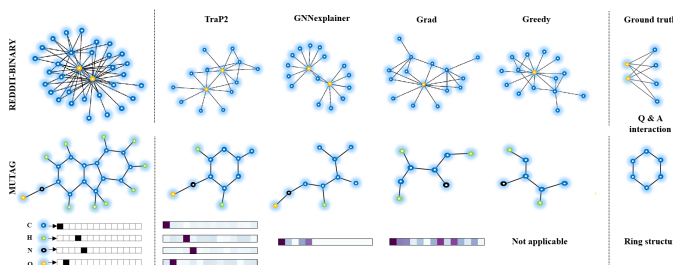 TraP2 GNNexplainer Grad Greedy Ground truth
REDDIT-BINARY
Q & A
interaction
MUTAG
C
H
N
O
Not applicable
Ring structu